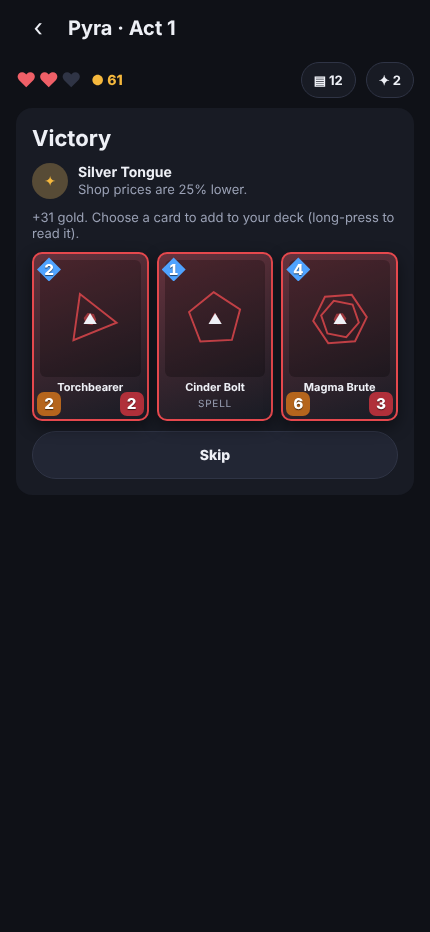 Pyra · Act 1
61
12
2
Victory
Silver Tongue
Shop prices are 25% lower.
+31 gold. Choose a card to add to your deck (long-press to
read it).
2
Torchbearer
2
2
1
Cinder Bolt
SPELL
4
Magma Brute
6
3
Skip